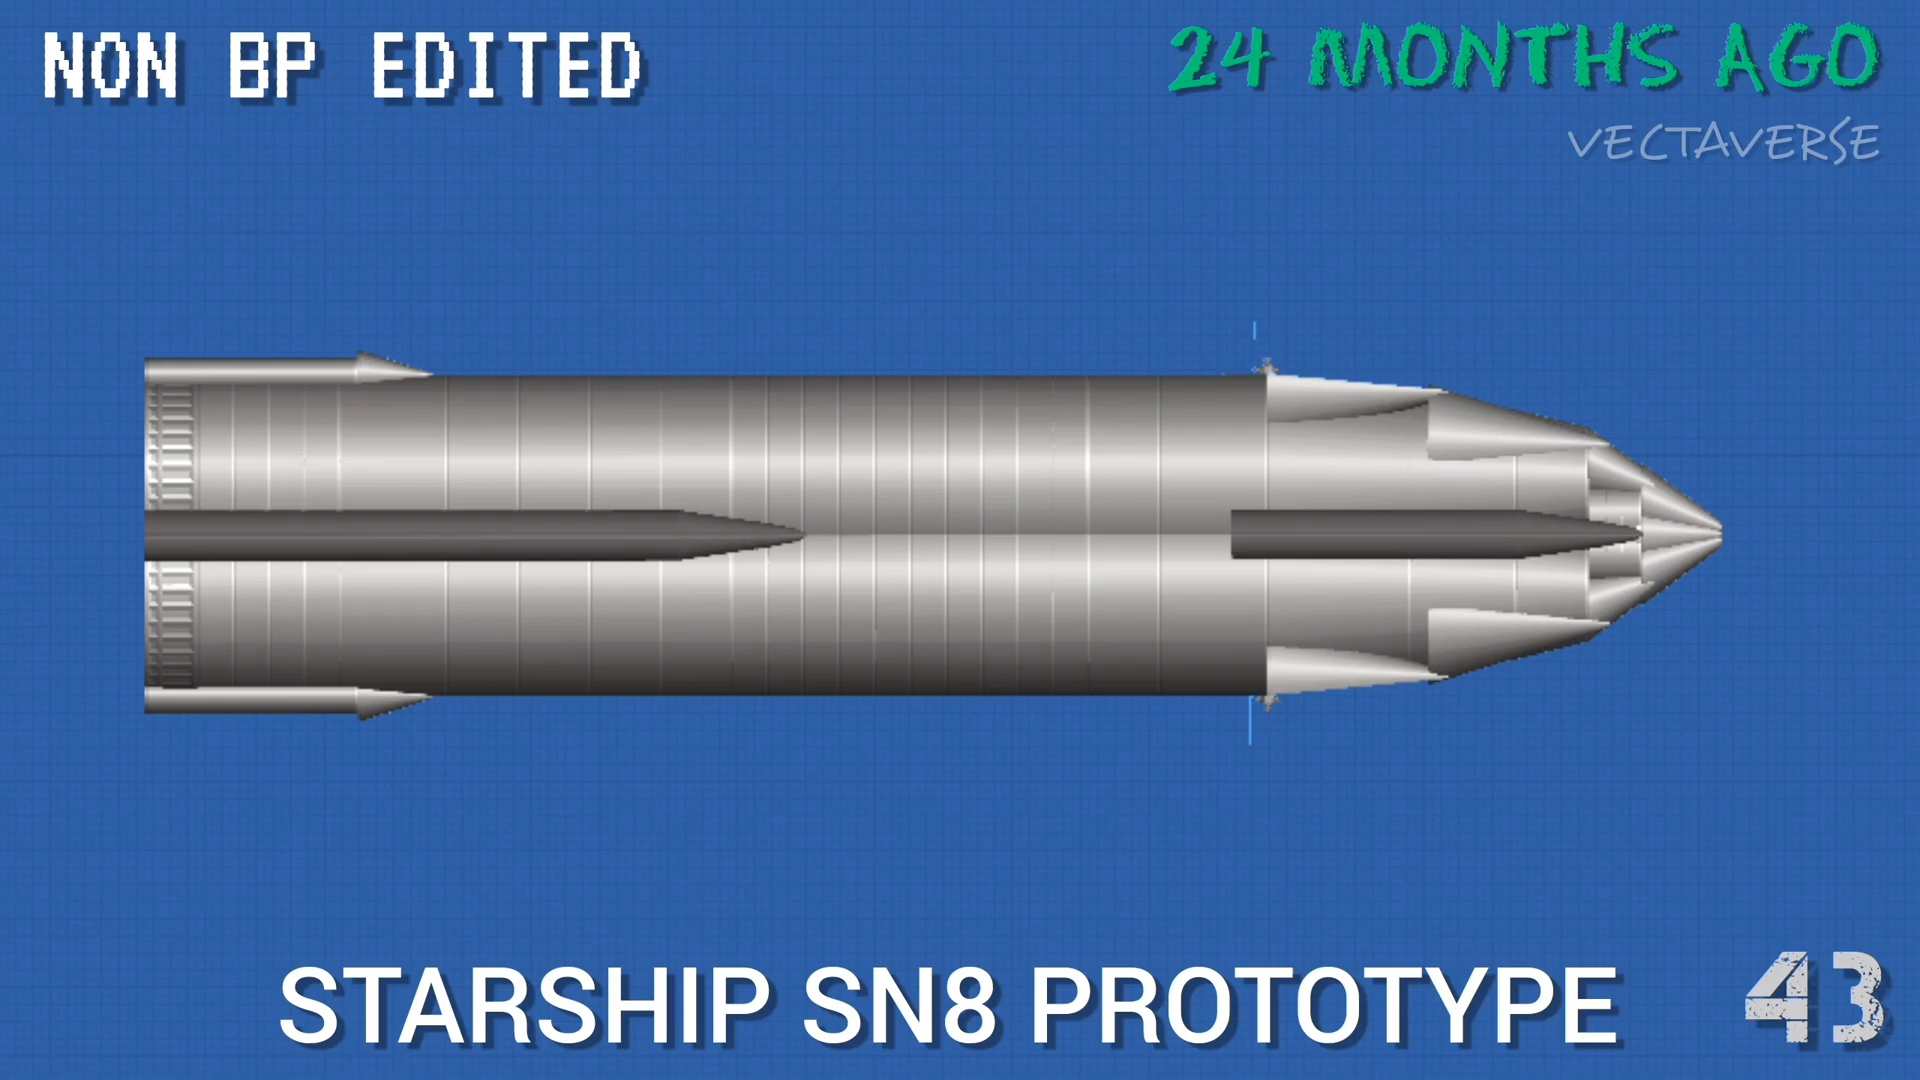 NON BP EDITED
24 MONTHS AGO
VECTAVERSE
STARSHIP SN8 PROTOTYPE
43